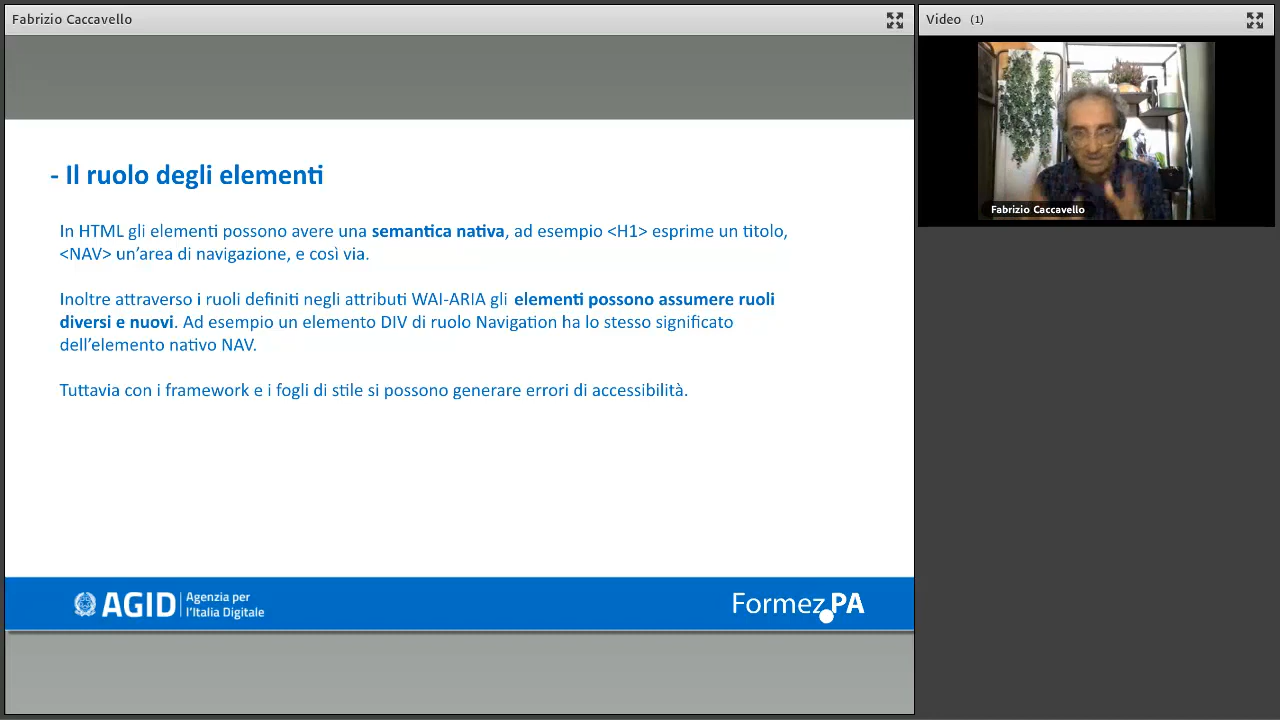 Fabrizio Caccavello
Video (1)
Fabrizio Caccavello
- Il ruolo degli elementi
In HTML gli elementi possono avere una semantica nativa, ad esempio <H1> esprime un titolo,
<NAV> un'area di navigazione, e così via.
Inoltre attraverso i ruoli definiti negli attributi WAI-ARIA gli elementi possono assumere ruoli
diversi e nuovi. Ad esempio un elemento DIV di ruolo Navigation ha lo stesso significato
dell'elemento nativo NAV.
Tuttavia con i framework e i fogli di stile si possono generare errori di accessibilità.
AGID Agenzia per
l'Italia Digitale
Formez.PA